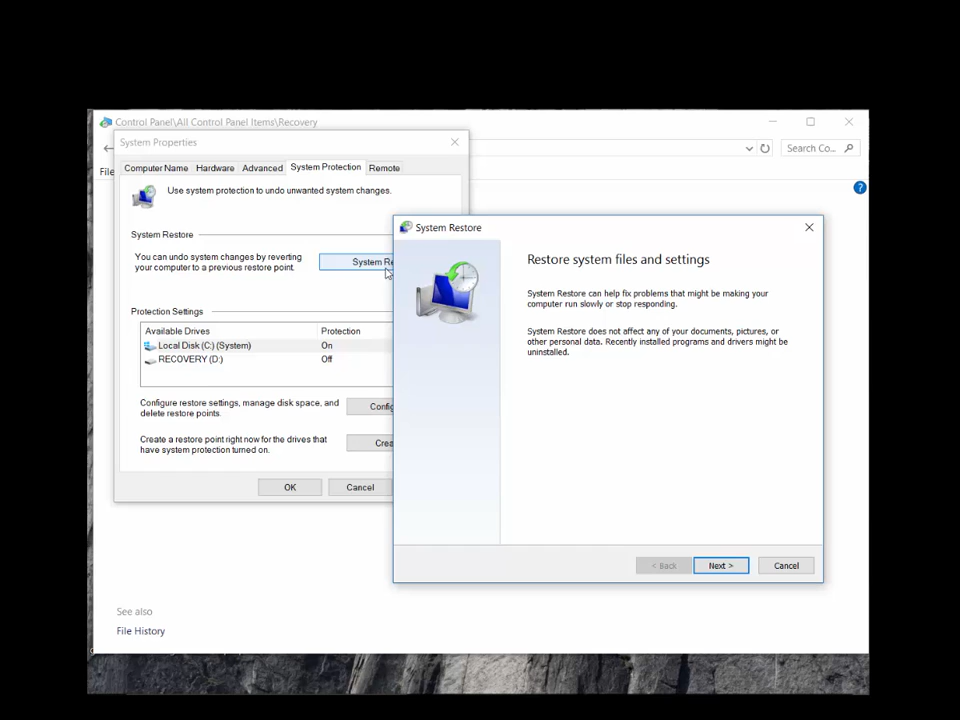 Control Panel\All Control Panel Items\Recovery
Search Co...
File
System Properties
Computer Name
Hardware
Advanced
System Protection
Remote
Use system protection to undo unwanted system changes.
System Restore
You can undo system changes by reverting
your computer to a previous restore point.
System Re
Protection Settings
Available Drives
Protection
Local Disk (C:) (System)
On
RECOVERY (D:)
Off
Configure restore settings, manage disk space, and
delete restore points.
Config
Create a restore point right now for the drives that
have system protection turned on.
Crea
OK
Cancel
System Restore
Restore system files and settings
System Restore can help fix problems that might be making your
computer run slowly or stop responding.
System Restore does not affect any of your documents, pictures, or
other personal data. Recently installed programs and drivers might be
uninstalled.
< Back
Next >
Cancel
See also
File History